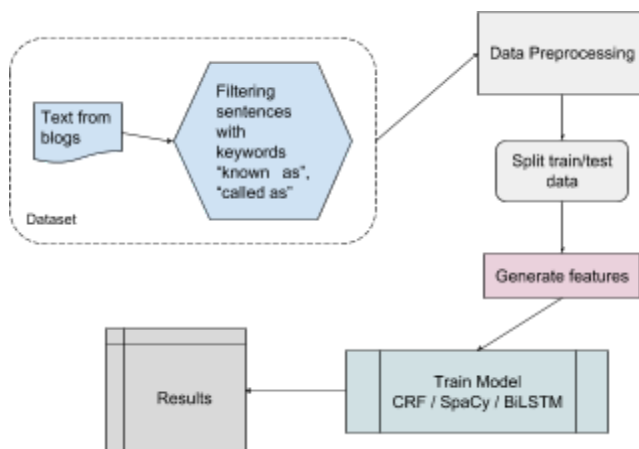 Text from
blogs
Filtering
sentences
with
keywords
“known as”,
“called as”
Dataset
Data Preprocessing
Split train/test
data
Generate features
Train Model
CRF / SpaCy / BiLSTM
Results